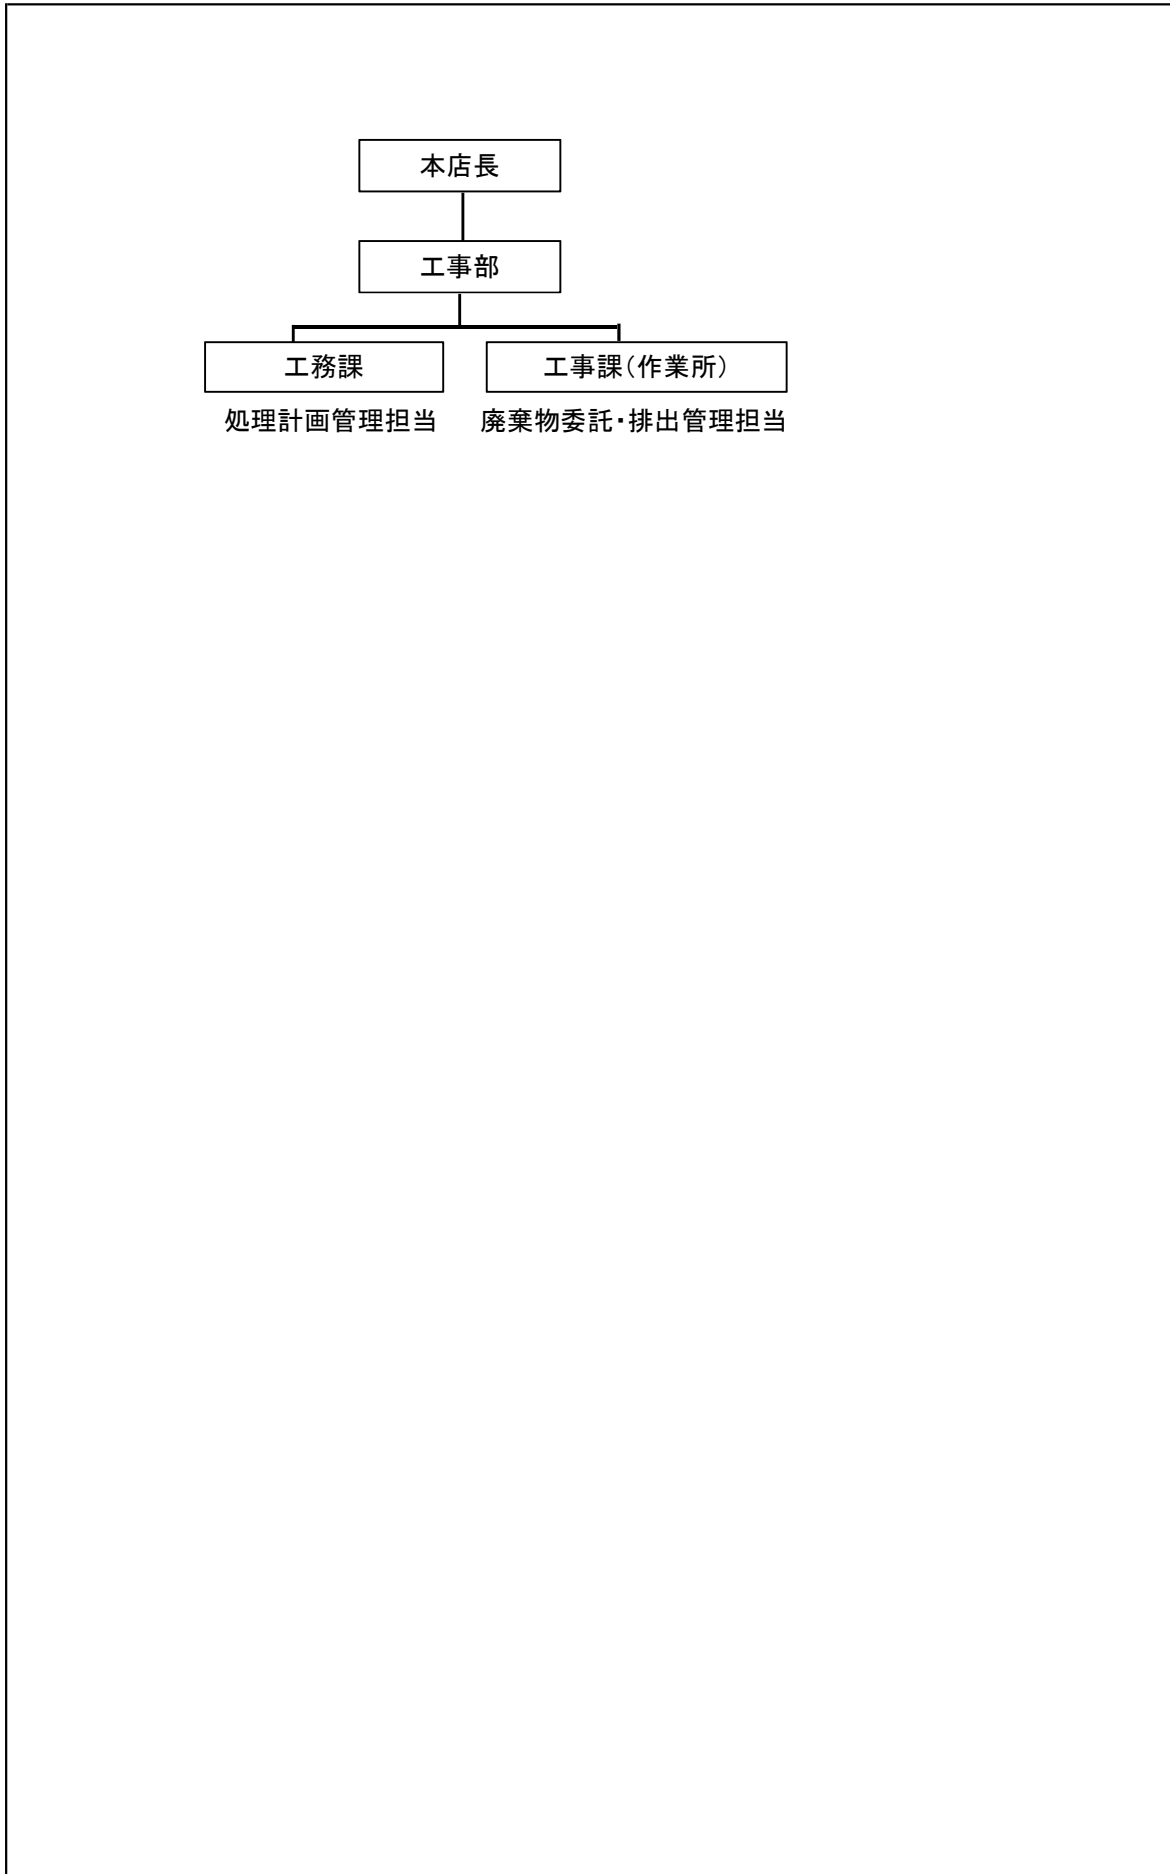 本店長
工事部
工務課
工事課(作業所)
処理計画管理担当
廃棄物委託・排出管理担当